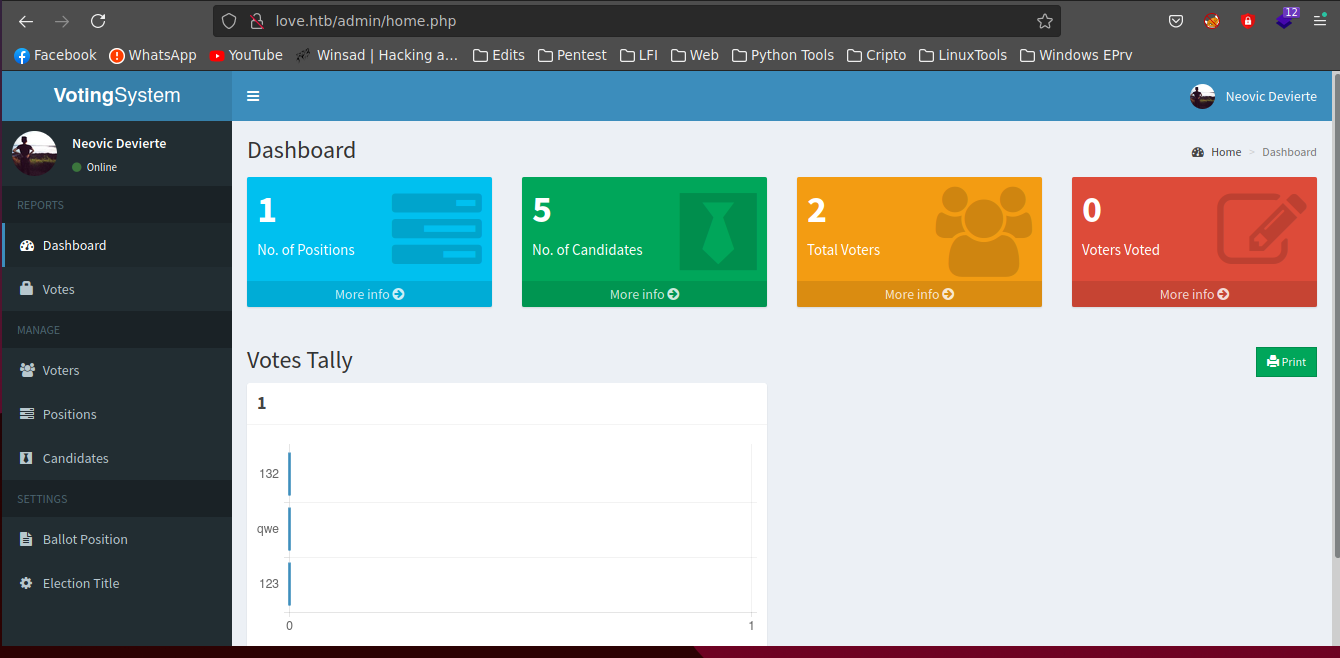 love.htb/admin/home.php
12
Facebook WhatsApp YouTube Winsad | Hacking a... Edits Pentest LFI Web Python Tools Cripto LinuxTools Windows EPrv
VotingSystem
Neovic Devierte
Neovic Devierte
Online
REPORTS
Dashboard
Votes
MANAGE
Voters
Positions
Candidates
SETTINGS
Ballot Position
Election Title
Dashboard
Home > Dashboard
1
No. of Positions
More info
5
No. of Candidates
More info
2
Total Voters
More info
0
Voters Voted
More info
Votes Tally
Print
1
132
qwe
123
0 1